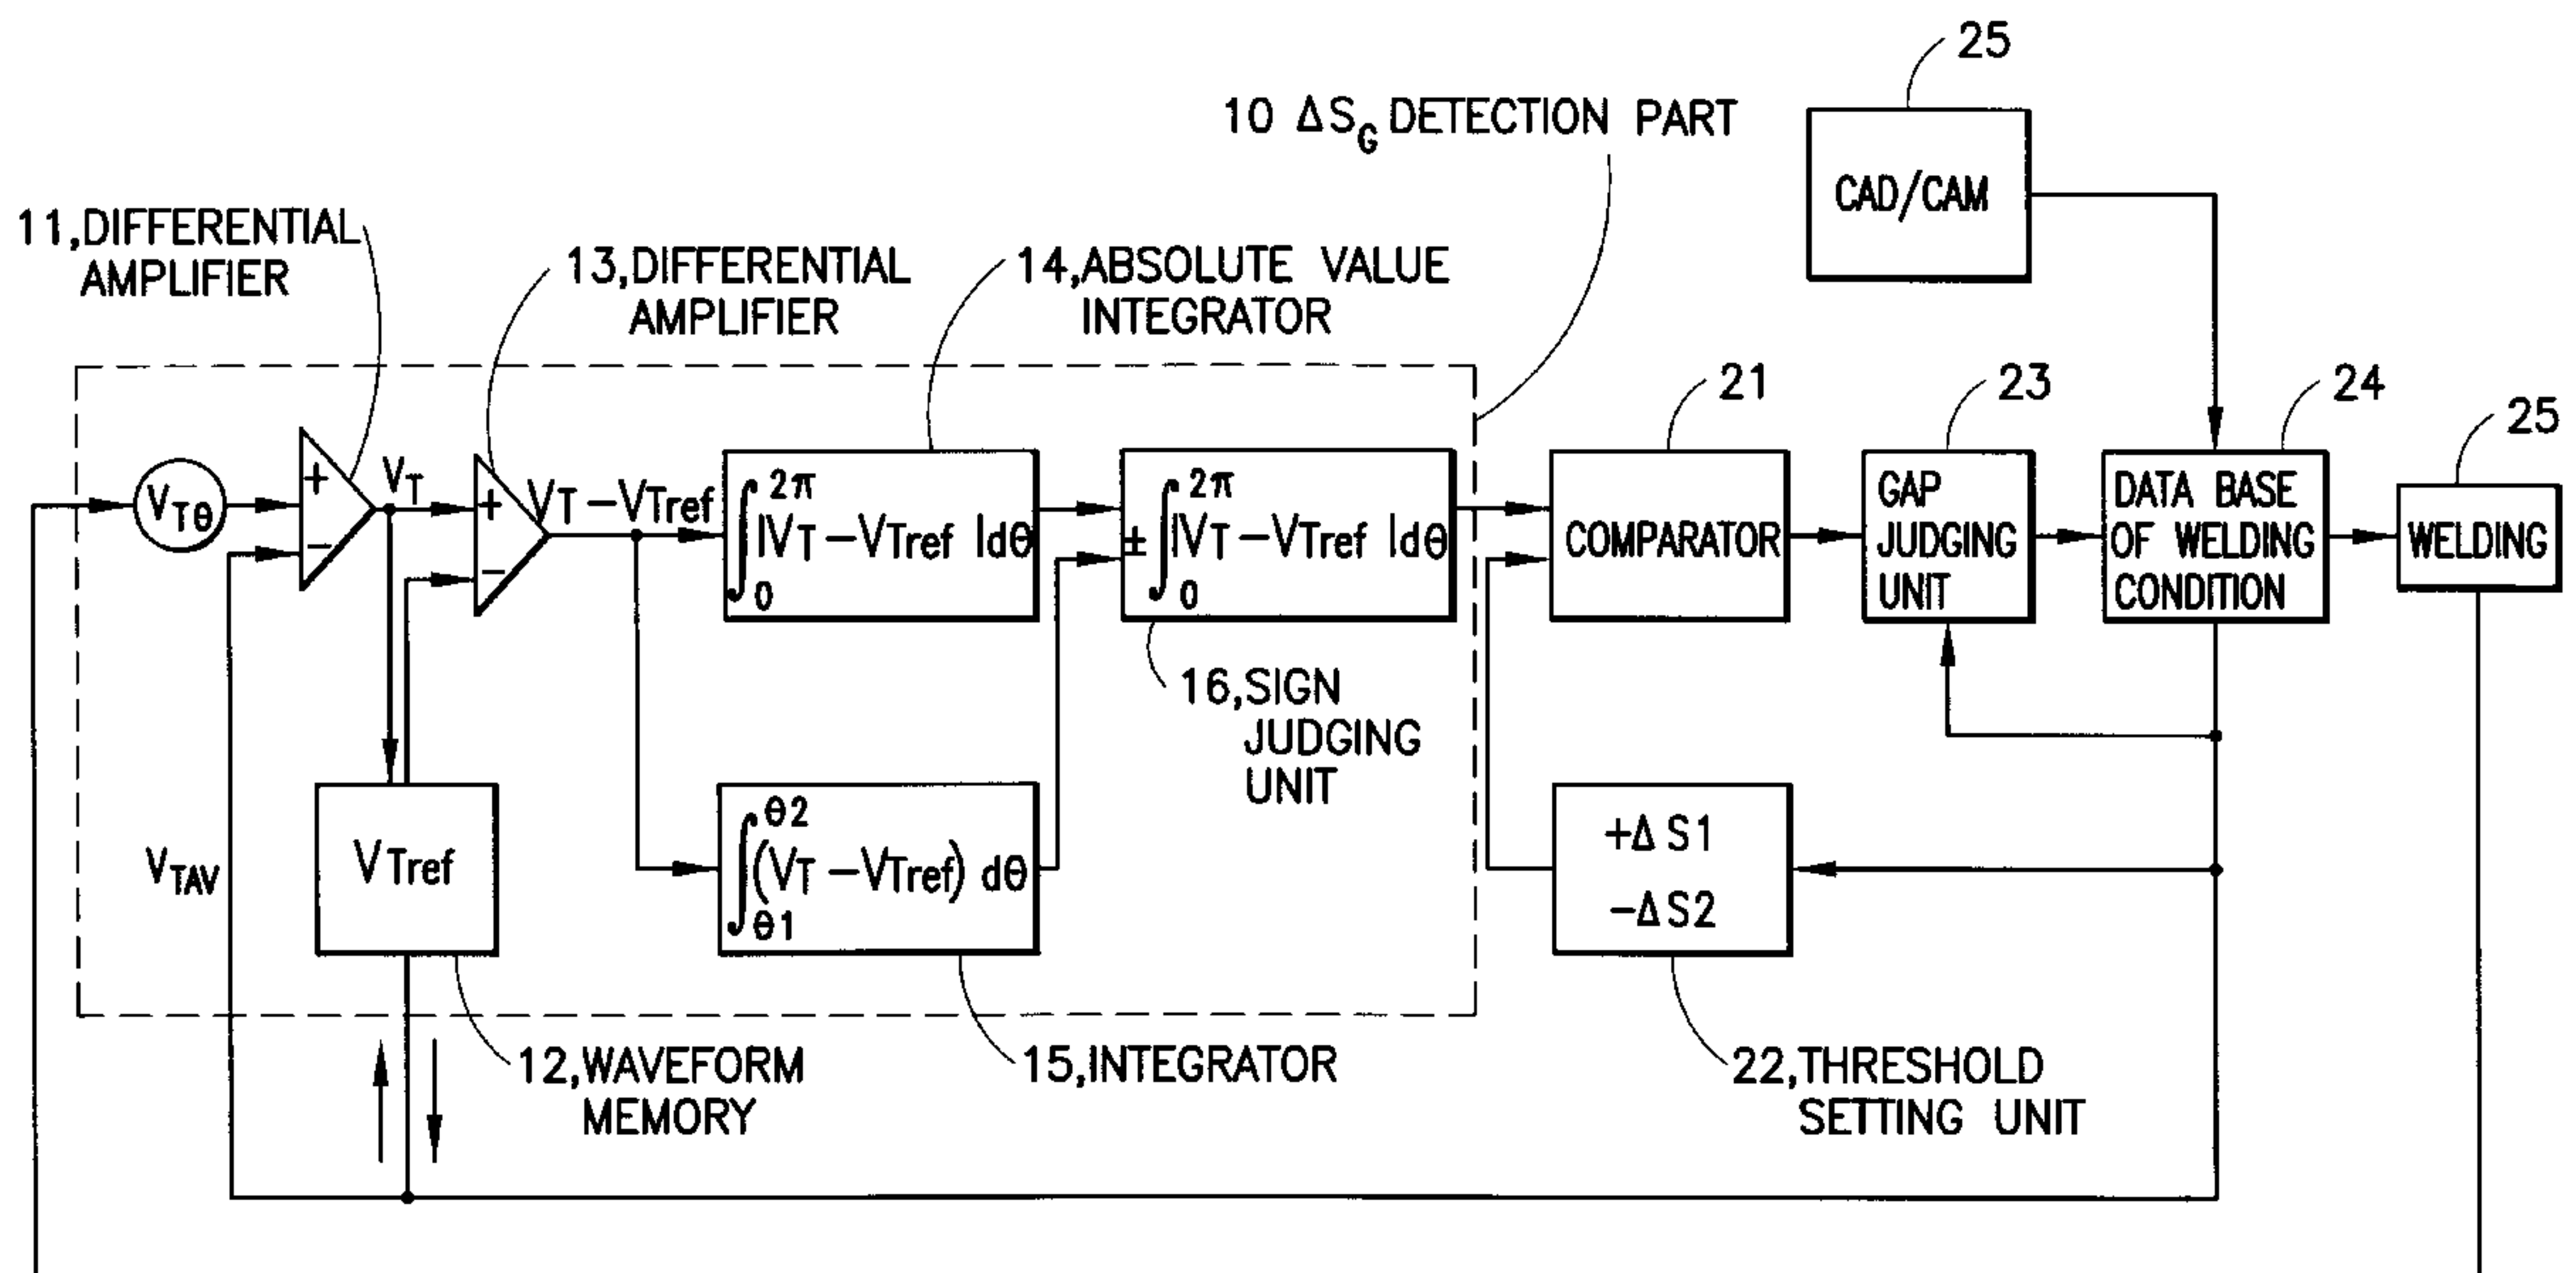 25
10 ΔS_G DETECTION PART
CAD/CAM
11,DIFFERENTIAL
AMPLIFIER
13,DIFFERENTIAL
AMPLIFIER
14,ABSOLUTE VALUE
INTEGRATOR
21
23
24
25
V_Tθ
+
−
V_T
+
−
V_T −V_Tref
∫_0^2π |V_T −V_Tref |dθ
± ∫_0^2π |V_T −V_Tref |dθ
COMPARATOR
GAP
JUDGING
UNIT
DATA BASE
OF WELDING
CONDITION
WELDING
16,SIGN
JUDGING
UNIT
V_TAV
V_Tref
∫_θ1^θ2 (V_T −V_Tref) dθ
+Δ S1
−Δ S2
12,WAVEFORM
MEMORY
15,INTEGRATOR
22,THRESHOLD
SETTING UNIT